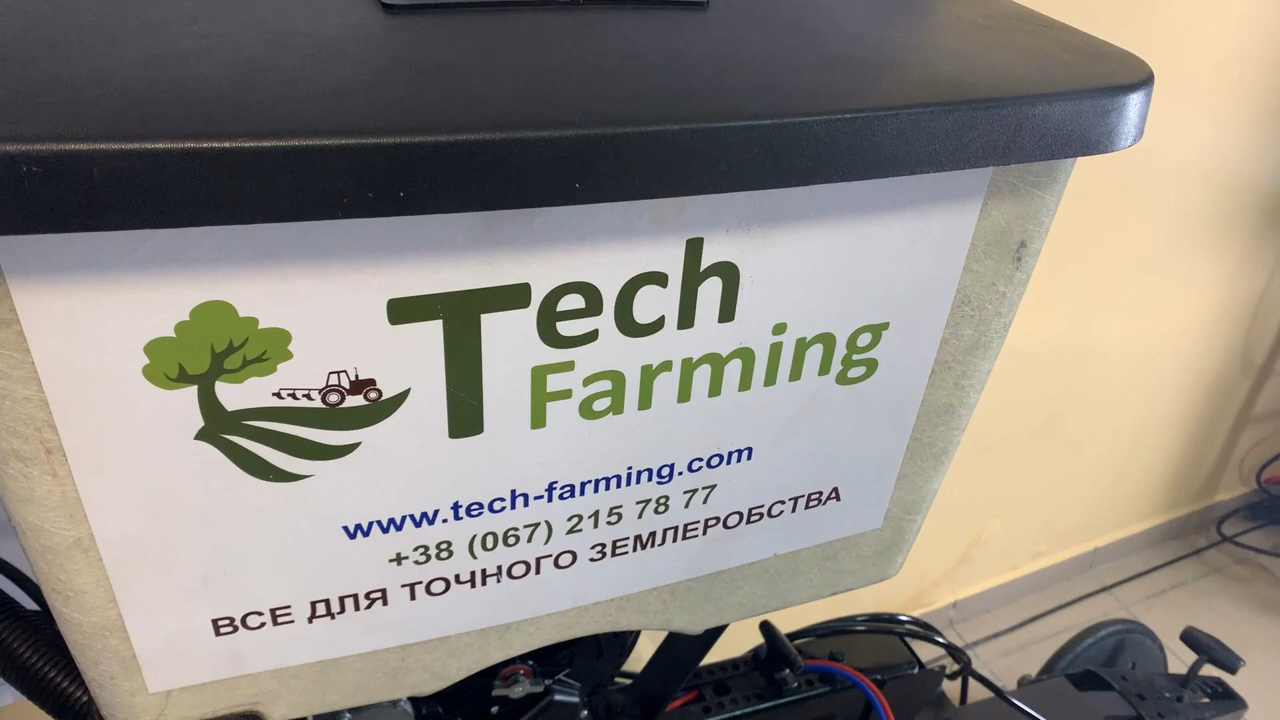 Tech
Farming
www.tech-farming.com
+38 (067) 215 78 77
ВСЕ ДЛЯ ТОЧНОГО ЗЕМЛЕРОБСТВА